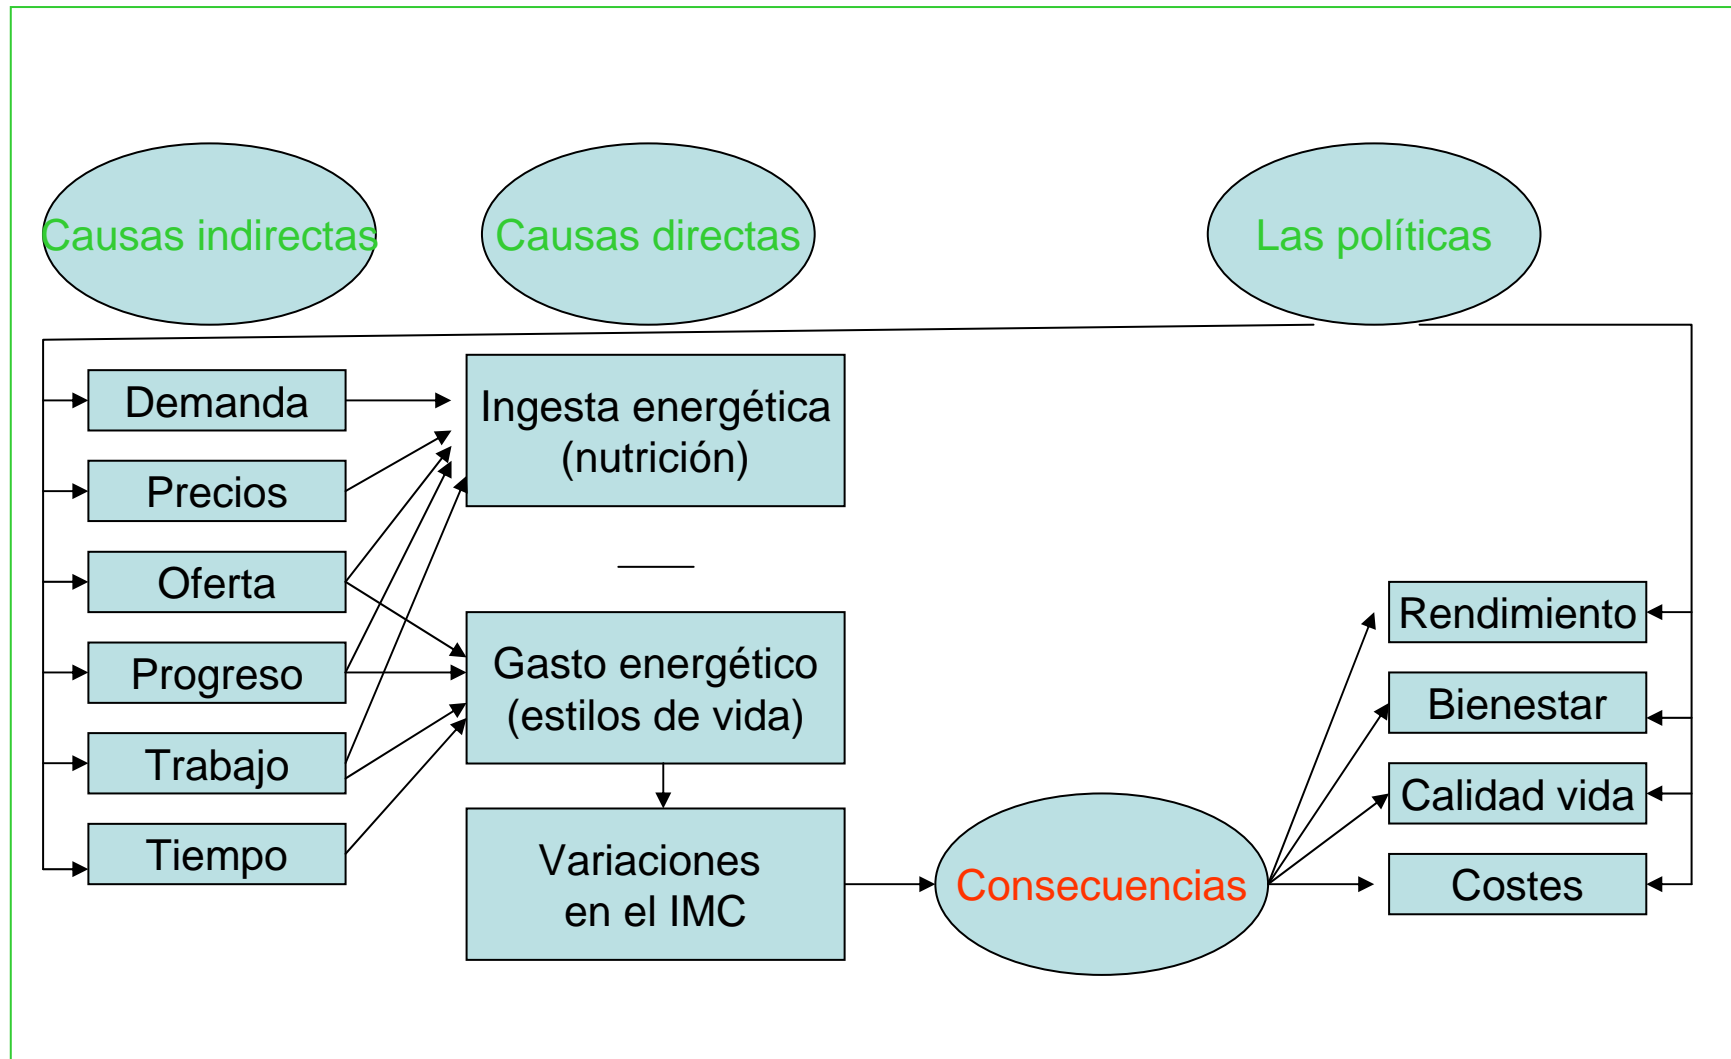 Causas indirectas
Causas directas
Las políticas
Demanda
Precios
Oferta
Progreso
Trabajo
Tiempo
Ingesta energética
(nutrición)
Gasto energético
(estilos de vida)
Variaciones
en el IMC
Consecuencias
Rendimiento
Bienestar
Calidad vida
Costes